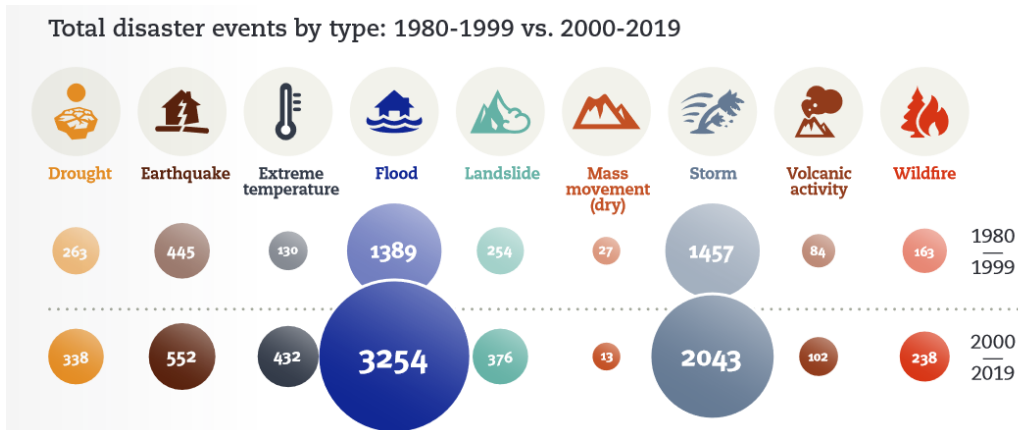 Total disaster events by type: 1980-1999 vs. 2000-2019
Drought Earthquake Extreme temperature Flood Landslide Mass movement (dry) Storm Volcanic activity Wildfire
263 445 130 1389 254 27 1457 84 163 1980 — 1999
338 552 432 3254 376 13 2043 102 238 2000 — 2019